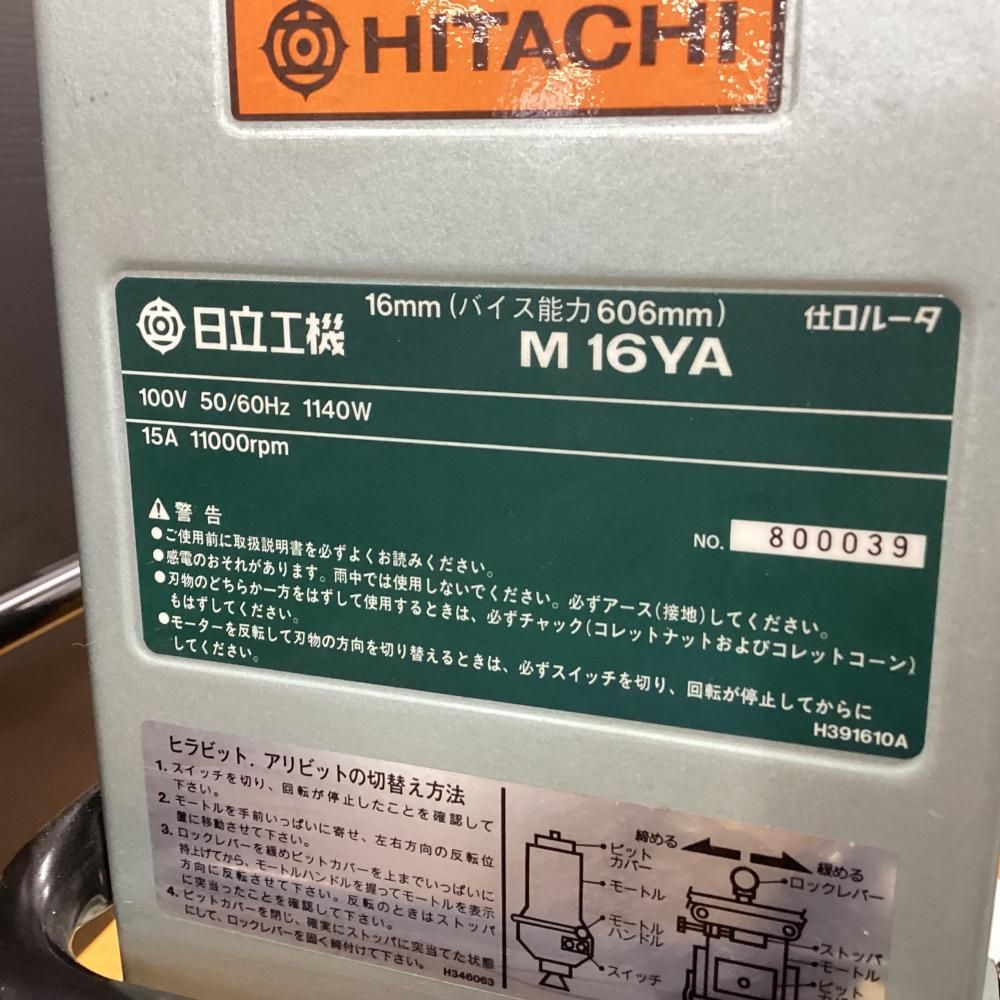 HITACHI
日立工機
16mm (バイス能力606mm)
M 16YA
仕口ルータ
100V 50/60Hz 1140W
15A 11000rpm
警告
●ご使用前に取扱説明書を必ずよくお読みください。
●感電のおそれがあります。雨中では使用しないでください。必ずアース(接地)してください。
●刃物のどちらか一方をはずして使用するときは、必ずチャック(コレットナットおよびコレットコーン)
もはずしてください。
●モーターを反転して刃物の方向を切り替えるときは、必ずスイッチを切り、回転が停止してからに
してください。
NO. 800039
H391610A
ヒラビット.アリビットの切替え方法
1. スイッチを切り、回転が停止したことを確認して
下さい。
2. モートルを手前いっぱいに寄せ、左右方向の反転位
置に移動させて下さい。
3. ロックレバーを緩めビットカバーを上までいっぱいに
持上げてから、モートルハンドルを握ってモートルを表示
方向に反転させて下さい。反転のときはストッパ
に突当ったことを確認して下さい。
4. ビットカバーを閉じ、確実にストッパに突当てた状態
にして、ロックレバーを固く締付けて下さい。
H346063
ビット
カバー
モートル
モートル
ハンドル
スイッチ
締める
緩める
ロックレバー
ストッパ
モートル
ビット